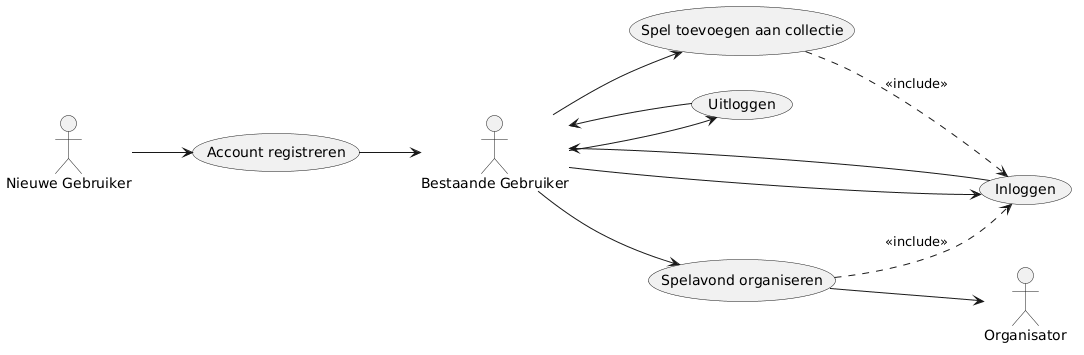 Spel toevoegen aan collectie
«include»
Uitloggen
Account registreren
Nieuwe Gebruiker
Bestaande Gebruiker
Inloggen
«include»
Spelavond organiseren
Organisator